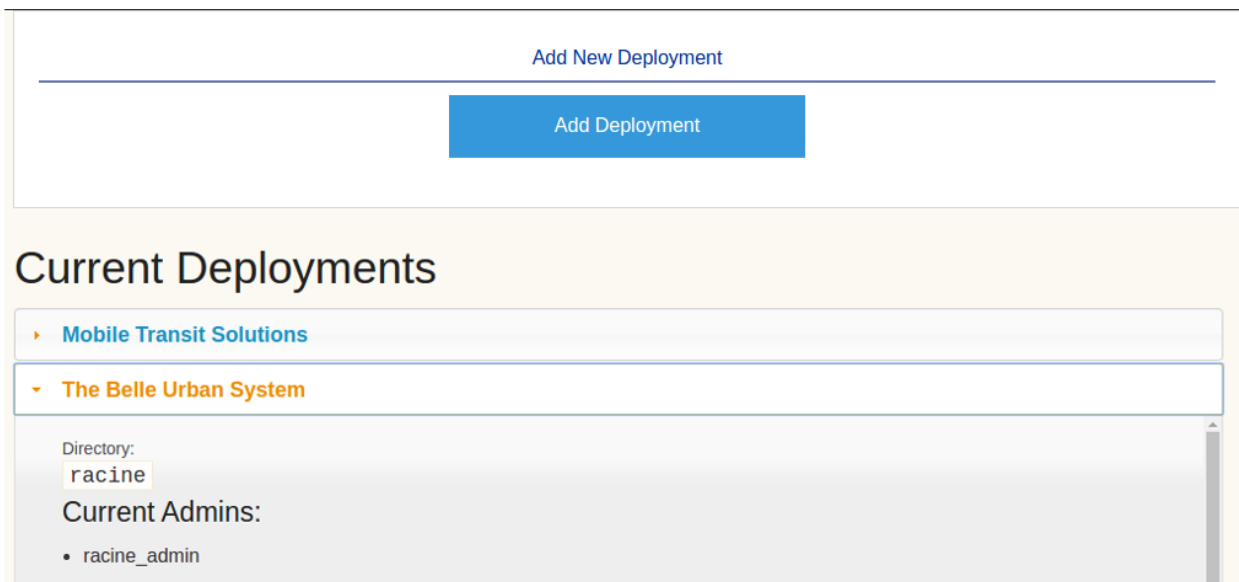 Add New Deployment
Add Deployment
Current Deployments
Mobile Transit Solutions
The Belle Urban System
Directory:
racine
Current Admins:
• racine_admin